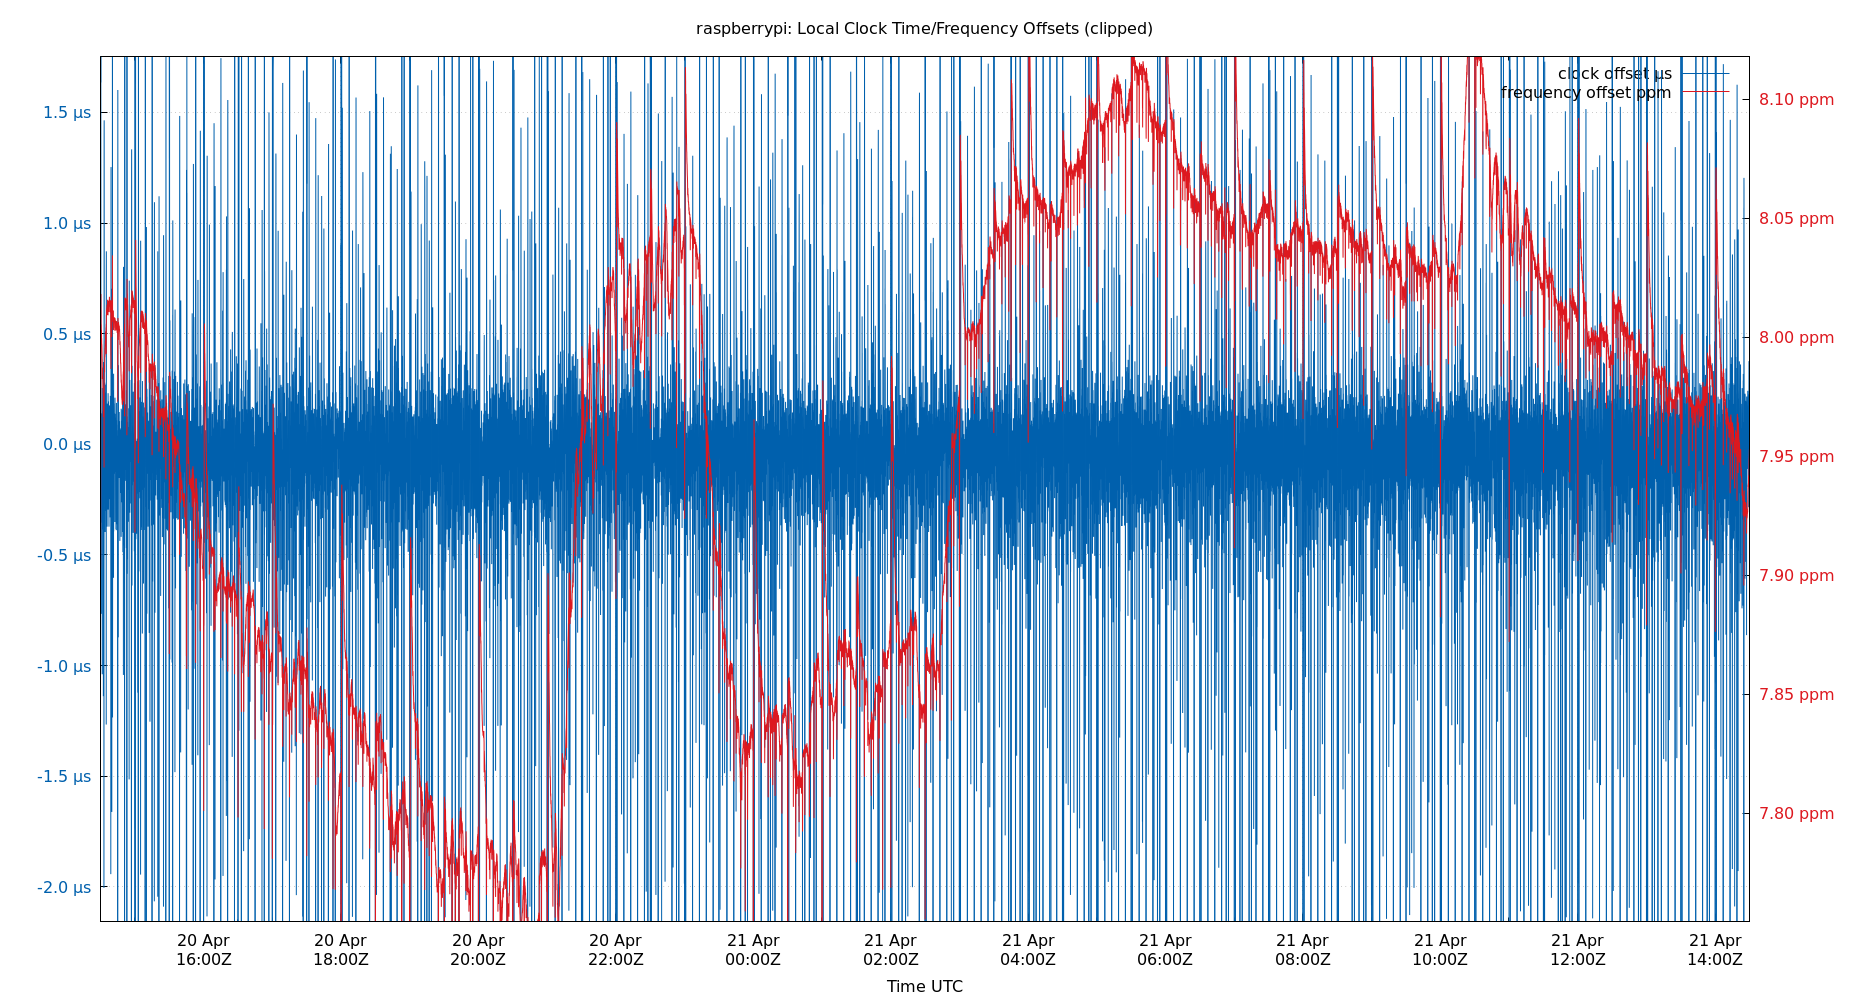 raspberrypi: Local Clock Time/Frequency Offsets (clipped)
clock offset µs
frequency offset ppm
1.5 µs
1.0 µs
0.5 µs
0.0 µs
-0.5 µs
-1.0 µs
-1.5 µs
-2.0 µs
8.10 ppm
8.05 ppm
8.00 ppm
7.95 ppm
7.90 ppm
7.85 ppm
7.80 ppm
20 Apr
16:00Z
20 Apr
18:00Z
20 Apr
20:00Z
20 Apr
22:00Z
21 Apr
00:00Z
21 Apr
02:00Z
21 Apr
04:00Z
21 Apr
06:00Z
21 Apr
08:00Z
21 Apr
10:00Z
21 Apr
12:00Z
21 Apr
14:00Z
Time UTC